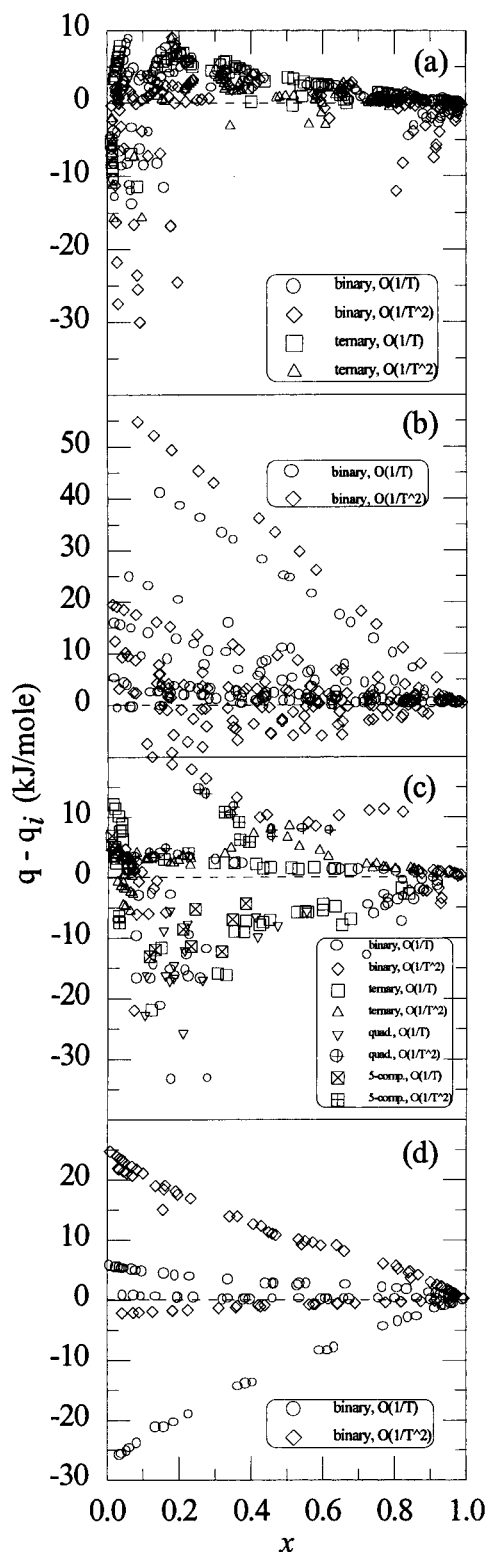 10
(a)
0
-10
-20
-30
binary, O(1/T)
binary, O(1/T^2)
ternary, O(1/T)
ternary, O(1/T^2)
(b)
50
40
30
20
10
0
binary, O(1/T)
binary, O(1/T^2)
q - q_i (kJ/mole)
(c)
10
0
-10
-20
-30
binary, O(1/T)
binary, O(1/T^2)
ternary, O(1/T)
ternary, O(1/T^2)
quad., O(1/T)
quad., O(1/T^2)
5-comp., O(1/T)
5-comp., O(1/T^2)
(d)
20
10
0
-10
-20
-30
binary, O(1/T)
binary, O(1/T^2)
0.0 0.2 0.4 0.6 0.8 1.0
x